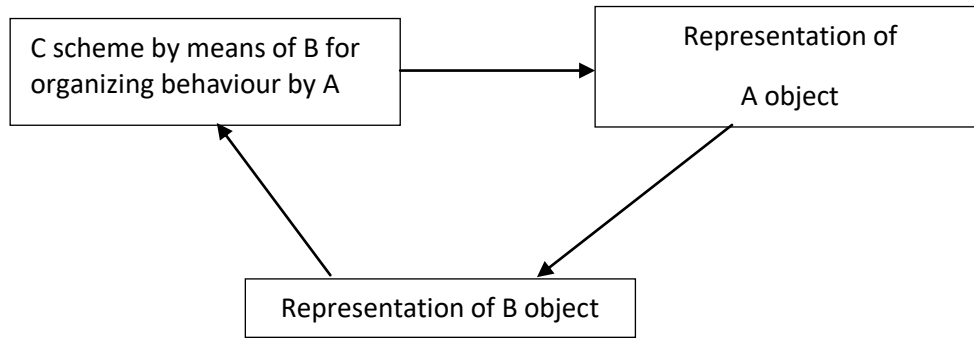 C scheme by means of B for
organizing behaviour by A
Representation of
A object
Representation of B object